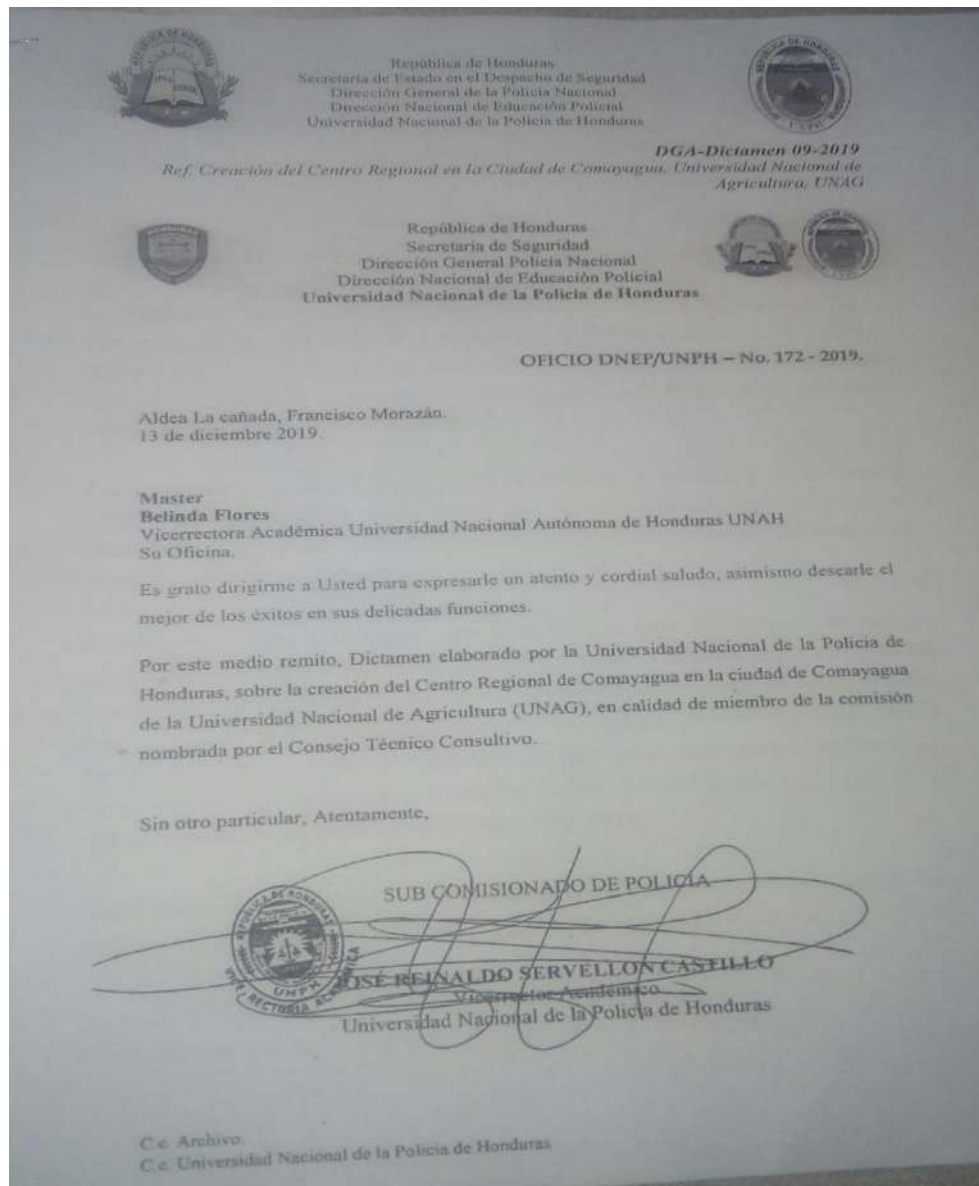 República de Honduras
Secretaría de Estado en el Despacho de Seguridad
Dirección General de la Policía Nacional
Dirección Nacional de Educación Policial
Universidad Nacional de la Policía de Honduras
DGA-Dictamen 09-2019
Ref. Creación del Centro Regional en la Ciudad de Comayagua, Universidad Nacional de
Agricultura, UNAG
República de Honduras
Secretaría de Seguridad
Dirección General Policía Nacional
Dirección Nacional de Educación Policial
Universidad Nacional de la Policía de Honduras
OFICIO DNEP/UNPH – No. 172 - 2019.
Aldea La cañada, Francisco Morazán.
13 de diciembre 2019.
Master
Belinda Flores
Vicerrectora Académica Universidad Nacional Autónoma de Honduras UNAH
Su Oficina.
Es grato dirigirme a Usted para expresarle un atento y cordial saludo, asimismo desearle el
mejor de los éxitos en sus delicadas funciones.
Por este medio remito, Dictamen elaborado por la Universidad Nacional de la Policía de
Honduras, sobre la creación del Centro Regional de Comayagua en la ciudad de Comayagua
de la Universidad Nacional de Agricultura (UNAG), en calidad de miembro de la comisión
nombrada por el Consejo Técnico Consultivo.
Sin otro particular, Atentamente,
SUB COMISIONADO DE POLICÍA
JOSÉ REINALDO SERVELLON CASTILLO
Vicerrector Académico
Universidad Nacional de la Policía de Honduras
C.c. Archivo
C.c. Universidad Nacional de la Policía de Honduras